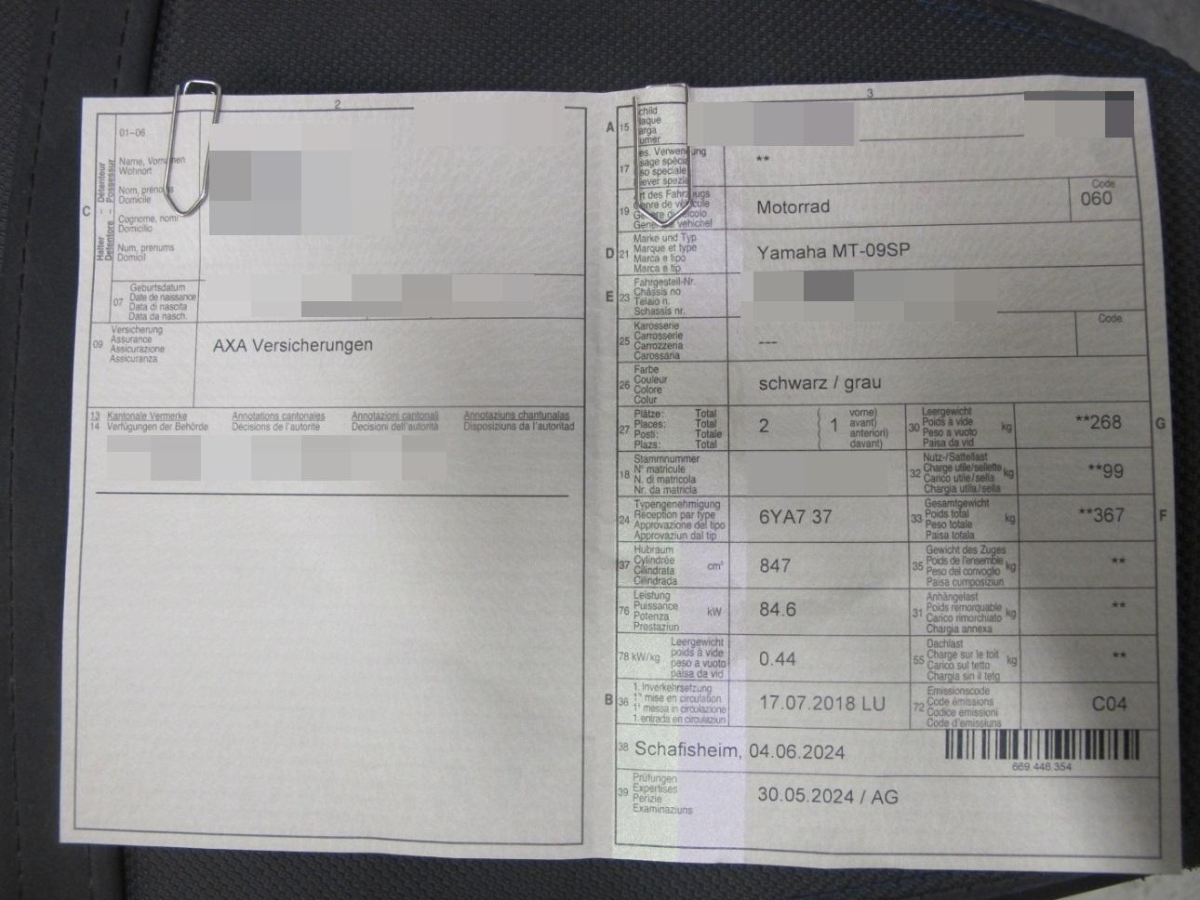 2
01–06
Name, Vornamen
Wohnort
Nom, prénoms
Domicile
Cognome, nomi
Domicilio
Num, prenums
Domicil
C
Halter – Détenteur
Detentore – Possessur
07
Geburtsdatum
Date de naissance
Data di nascita
Data da nasch.
09
Versicherung
Assurance
Assicurazione
Assicuranza
AXA Versicherungen
13 Kantonale Vermerke Annotations cantonales Annotazioni cantonali Annotaziuns chantunalas
14 Verfügungen der Behörde Décisions de l'autorité Decisioni dell'autorità Disposiziuns da l'autoritad
3
A 15
17
**
19
Motorrad
Code
060
D 21
Marke und Typ
Marque et type
Marca e tipo
Marca e tip
Yamaha MT-09SP
E 23
Fahrgestell-Nr.
Châssis no
Telaio n.
Schassis nr.
25
Karosserie
Carrosserie
Carrozzeria
Carossaria
---
Code
26
Farbe
Couleur
Colore
Colur
schwarz / grau
27
Plätze: Total
Places: Total
Posti: Totale
Plazs: Total
2
1
vorne)
avant)
anteriori)
davant)
30
Leergewicht
Poids à vide
Peso a vuoto
Paisa da vid
kg
**268
G
18
Stammnummer
N° matricule
N. di matricola
Nr. da matricla
32
Nutz-/Sattellast
Charge utile/sellette
Carico utile/sella
Chargia utila/sella
kg
**99
24
Typengenehmigung
Réception par type
Approvazione del tipo
Approvaziun dal tip
6YA7 37
33
Gesamtgewicht
Poids total
Peso totale
Paisa totala
kg
**367
F
37
Hubraum
Cylindrée
Cilindrata
Cilindrada
cm³
847
35
Gewicht des Zuges
Poids de l'ensemble
Peso del convoglio
Paisa cumposiziun
kg
**
76
Leistung
Puissance
Potenza
Prestaziun
kW
84.6
31
Anhängelast
Poids remorquable
Carico rimorchiato
Chargia annexa
kg
**
78 kW/kg
Leergewicht
poids à vide
peso a vuoto
paisa da vid
0.44
55
Dachlast
Charge sur le toit
Carico sul tetto
Chargia sin il tetg
kg
**
B 36
1. Inverkehrsetzung
1re mise en circulation
1a messa in circolazione
1. entrada en circulaziun
17.07.2018 LU
72
Emissionscode
Code émissions
Codice emissioni
Code d'emissiuns
C04
38 Schafisheim, 04.06.2024
669.446.354
39
Prüfungen
Expertises
Perizie
Examinaziuns
30.05.2024 / AG